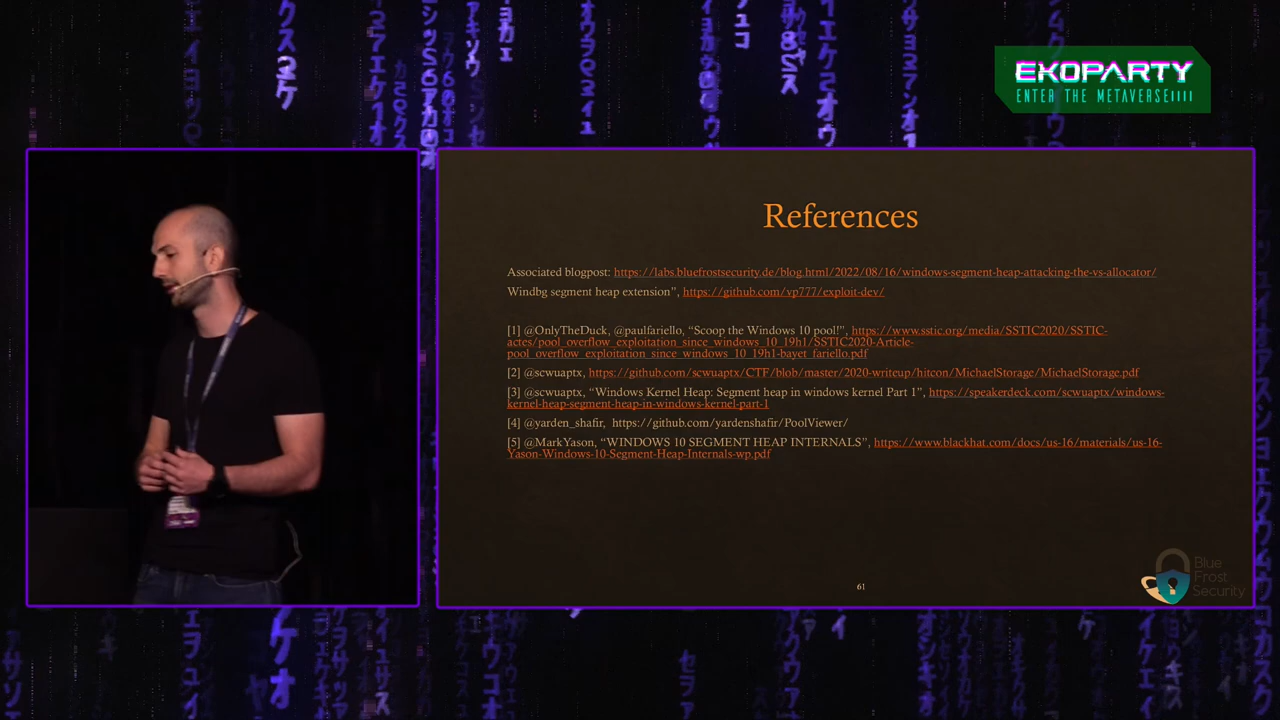 EKOPARTY
ENTER THE METAVERSE
References
Associated blogpost: https://labs.bluefrostsecurity.de/blog.html/2022/08/16/windows-segment-heap-attacking-the-vs-allocator/
Windbg segment heap extension”, https://github.com/vp777/exploit-dev/
[1] @OnlyTheDuck, @paulfariello, “Scoop the Windows 10 pool!”, https://www.sstic.org/media/SSTIC2020/SSTIC-
actes/pool_overflow_exploitation_since_windows_10_19h1/SSTIC2020-Article-
pool_overflow_exploitation_since_windows_10_19h1-bayet_fariello.pdf
[2] @scwuaptx, https://github.com/scwuaptx/CTF/blob/master/2020-writeup/hitcon/MichaelStorage/MichaelStorage.pdf
[3] @scwuaptx, “Windows Kernel Heap: Segment heap in windows kernel Part 1”, https://speakerdeck.com/scwuaptx/windows-
kernel-heap-segment-heap-in-windows-kernel-part-1
[4] @yarden_shafir, https://github.com/yardenshafir/PoolViewer/
[5] @MarkYason, “WINDOWS 10 SEGMENT HEAP INTERNALS”, https://www.blackhat.com/docs/us-16/materials/us-16-
Yason-Windows-10-Segment-Heap-Internals-wp.pdf
61
Blue
Frost
Security